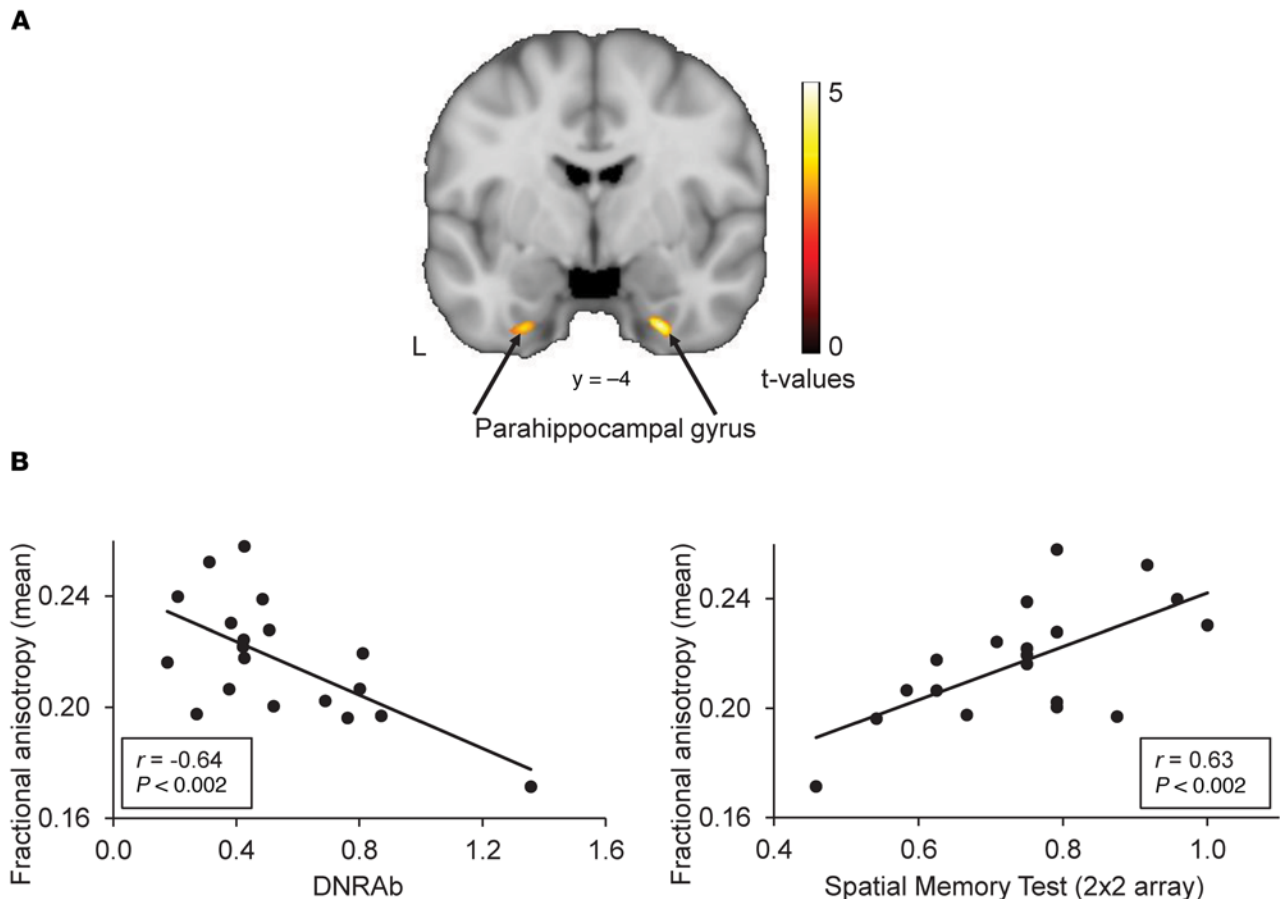 A
5
0
t-values
L
y = –4
Parahippocampal gyrus
B
Fractional anisotropy (mean)
0.24
0.20
0.16
r = -0.64
P < 0.002
0.0 0.4 0.8 1.2 1.6
DNRAb
Fractional anisotropy (mean)
0.24
0.20
0.16
r = 0.63
P < 0.002
0.4 0.6 0.8 1.0
Spatial Memory Test (2x2 array)